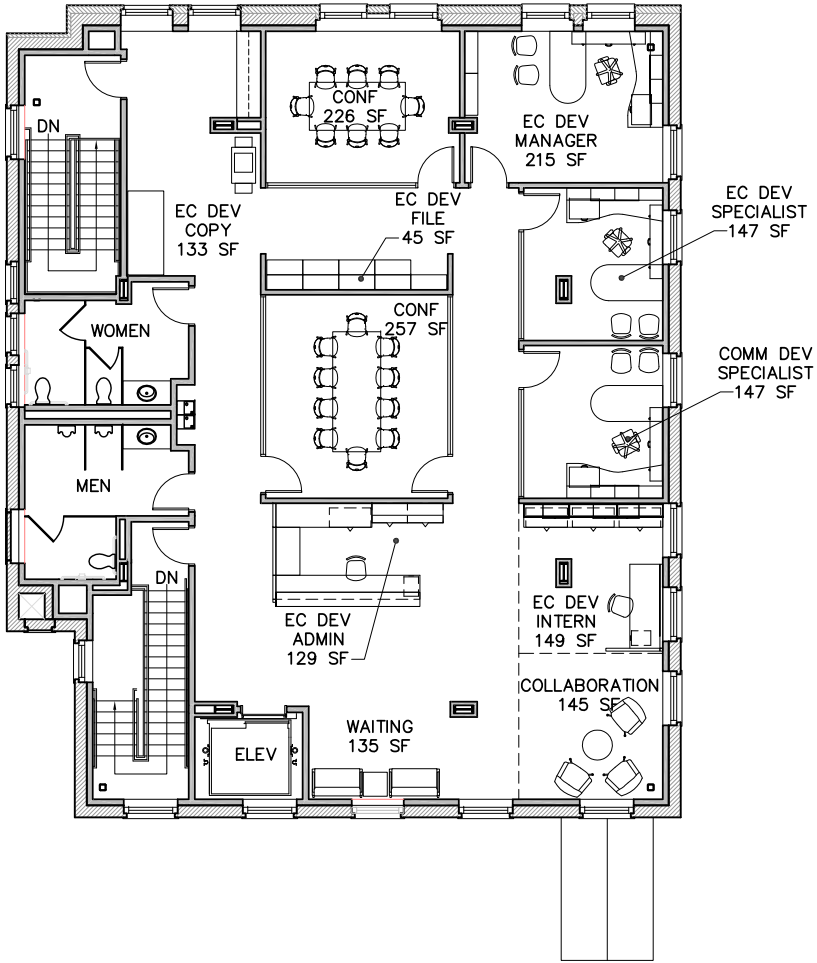 CONF
226 SF
DN
EC DEV
MANAGER
215 SF
EC DEV
SPECIALIST
147 SF
EC DEV
FILE
45 SF
EC DEV
COPY
133 SF
CONF
257 SF
WOMEN
COMM DEV
SPECIALIST
147 SF
MEN
DN
EC DEV
ADMIN
129 SF
EC DEV
INTERN
149 SF
COLLABORATION
145 SF
WAITING
135 SF
ELEV